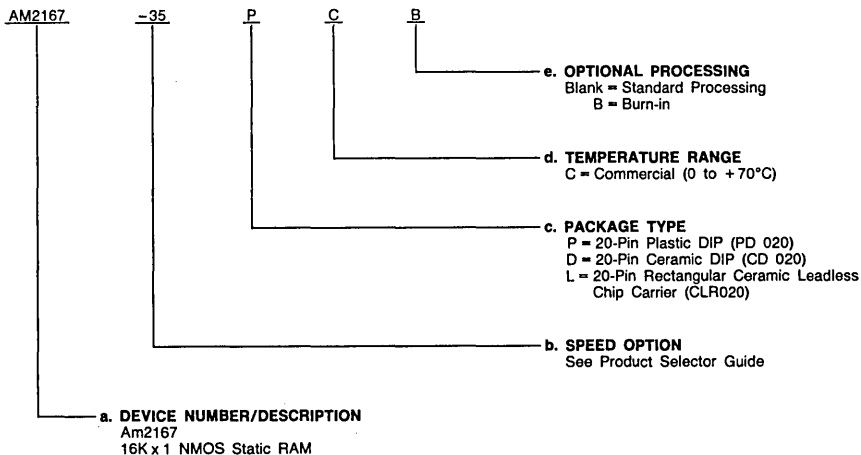 AM2167 -35 P C B
e. OPTIONAL PROCESSING
Blank = Standard Processing
B = Burn-in
d. TEMPERATURE RANGE
C = Commercial (0 to +70°C)
c. PACKAGE TYPE
P = 20-Pin Plastic DIP (PD 020)
D = 20-Pin Ceramic DIP (CD 020)
L = 20-Pin Rectangular Ceramic Leadless
Chip Carrier (CLR020)
b. SPEED OPTION
See Product Selector Guide
a. DEVICE NUMBER/DESCRIPTION
Am2167
16K x 1 NMOS Static RAM